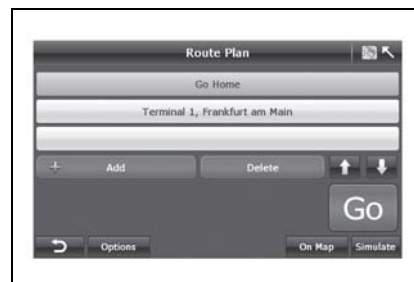 Route Plan
Go Home
Terminal 1, Frankfurt am Main
Add Delete
Go
Options On Map Simulate